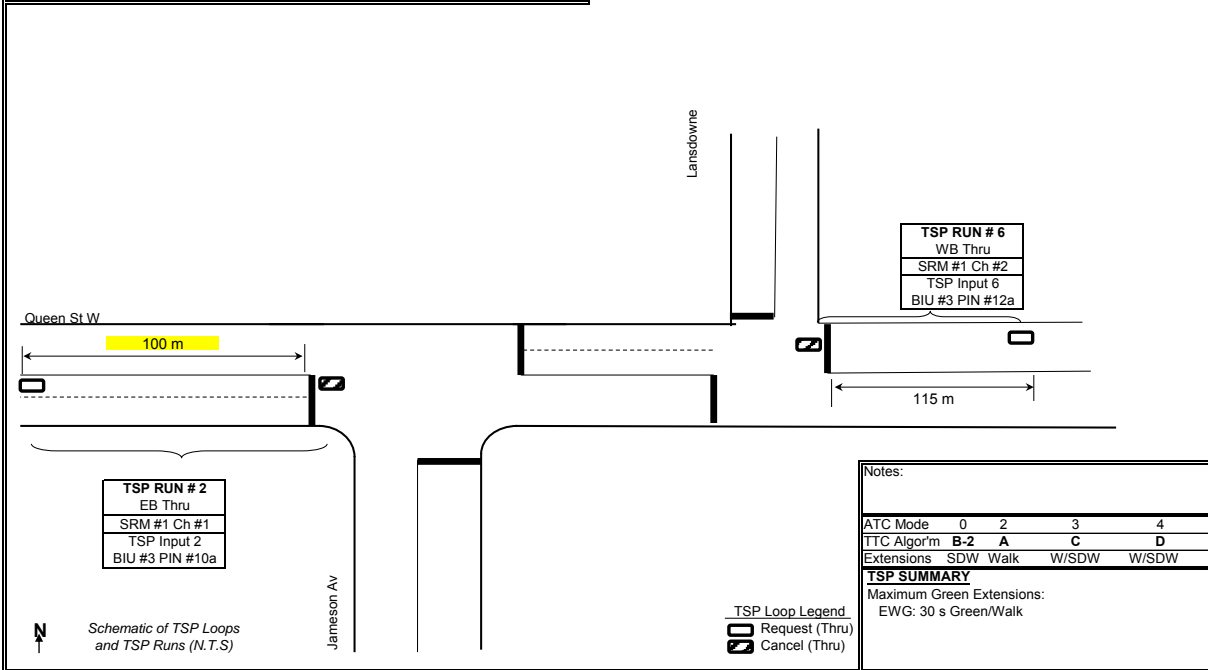 Lansdowne
TSP RUN # 6
WB Thru
SRM #1 Ch #2
TSP Input 6
BIU #3 PIN #12a
Queen St W
100 m
115 m
TSP RUN # 2
EB Thru
SRM #1 Ch #1
TSP Input 2
BIU #3 PIN #10a
Jameson Av
N
Schematic of TSP Loops
and TSP Runs (N.T.S)
TSP Loop Legend
Request (Thru)
Cancel (Thru)
Notes:
ATC Mode 0 2 3 4
TTC Algor'm B-2 A C D
Extensions SDW Walk W/SDW W/SDW
TSP SUMMARY
Maximum Green Extensions:
EWG: 30 s Green/Walk